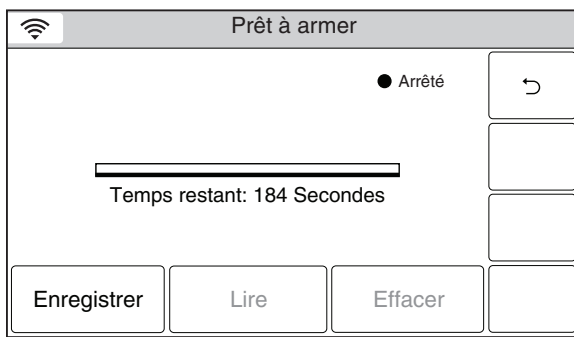 Prêt à armer
Arrêté
Temps restant: 184 Secondes
Enregistrer
Lire
Effacer